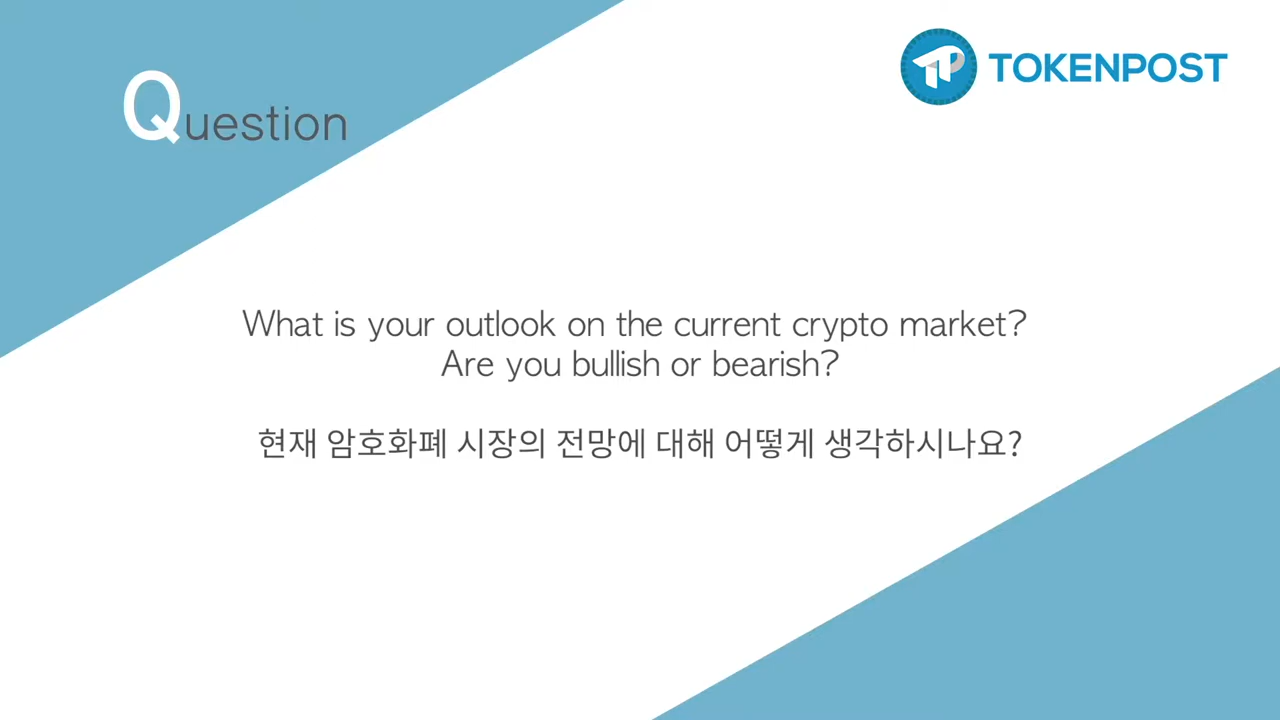 Question
TOKENPOST
What is your outlook on the current crypto market?
Are you bullish or bearish?
현재 암호화폐 시장의 전망에 대해 어떻게 생각하시나요?